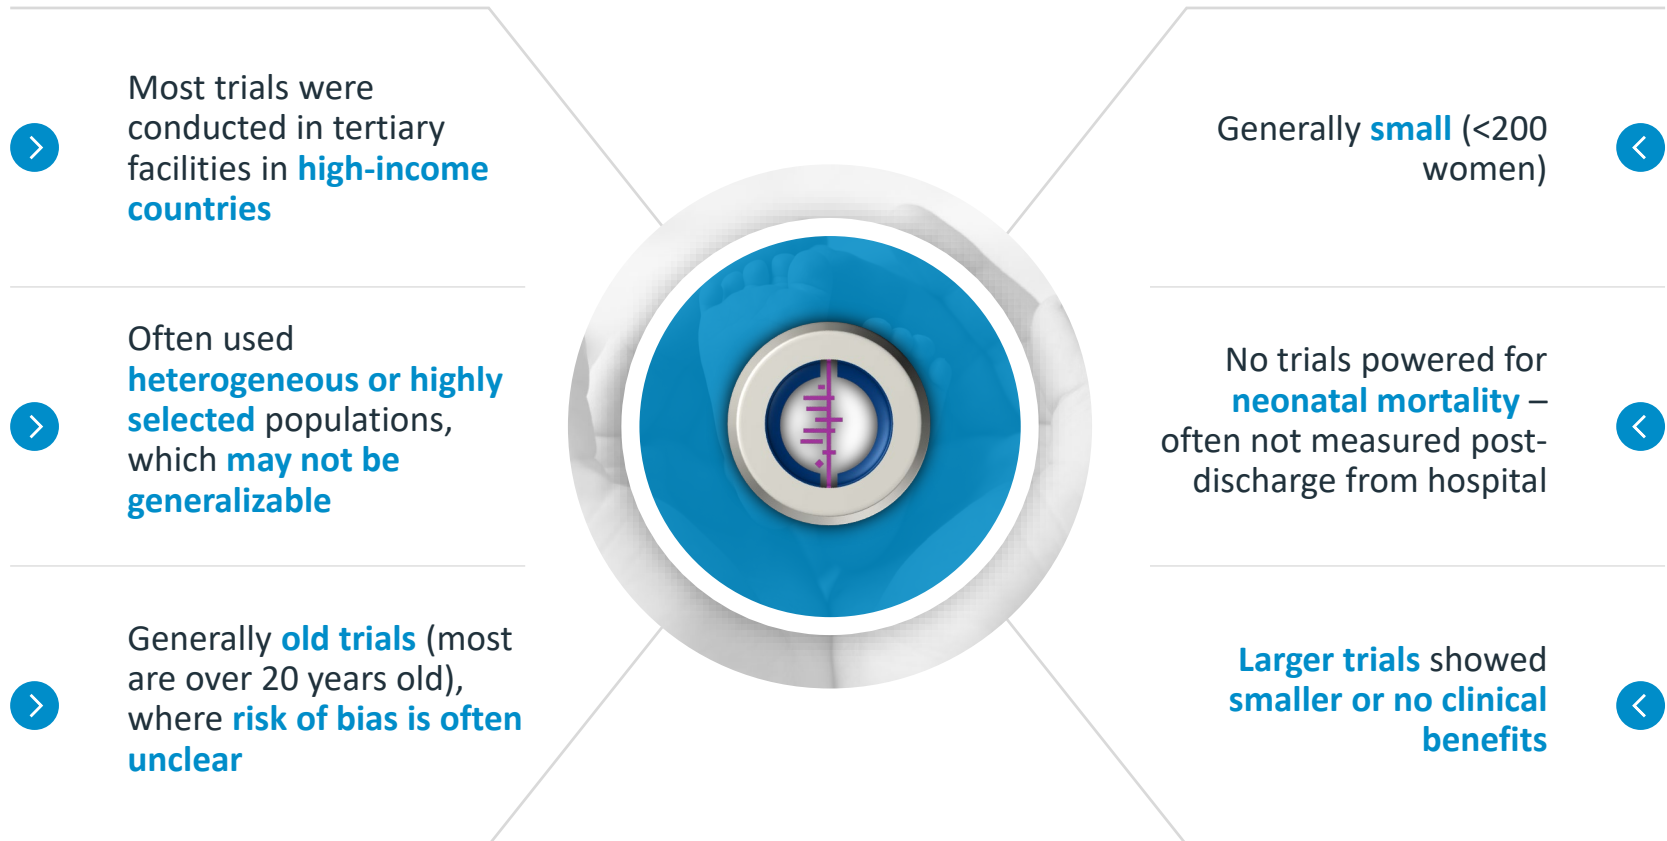 Most trials were
conducted in tertiary
facilities in high-income
countries
Often used
heterogeneous or highly
selected populations,
which may not be
generalizable
Generally old trials (most
are over 20 years old),
where risk of bias is often
unclear
Generally small (<200
women)
No trials powered for
neonatal mortality –
often not measured post-
discharge from hospital
Larger trials showed
smaller or no clinical
benefits